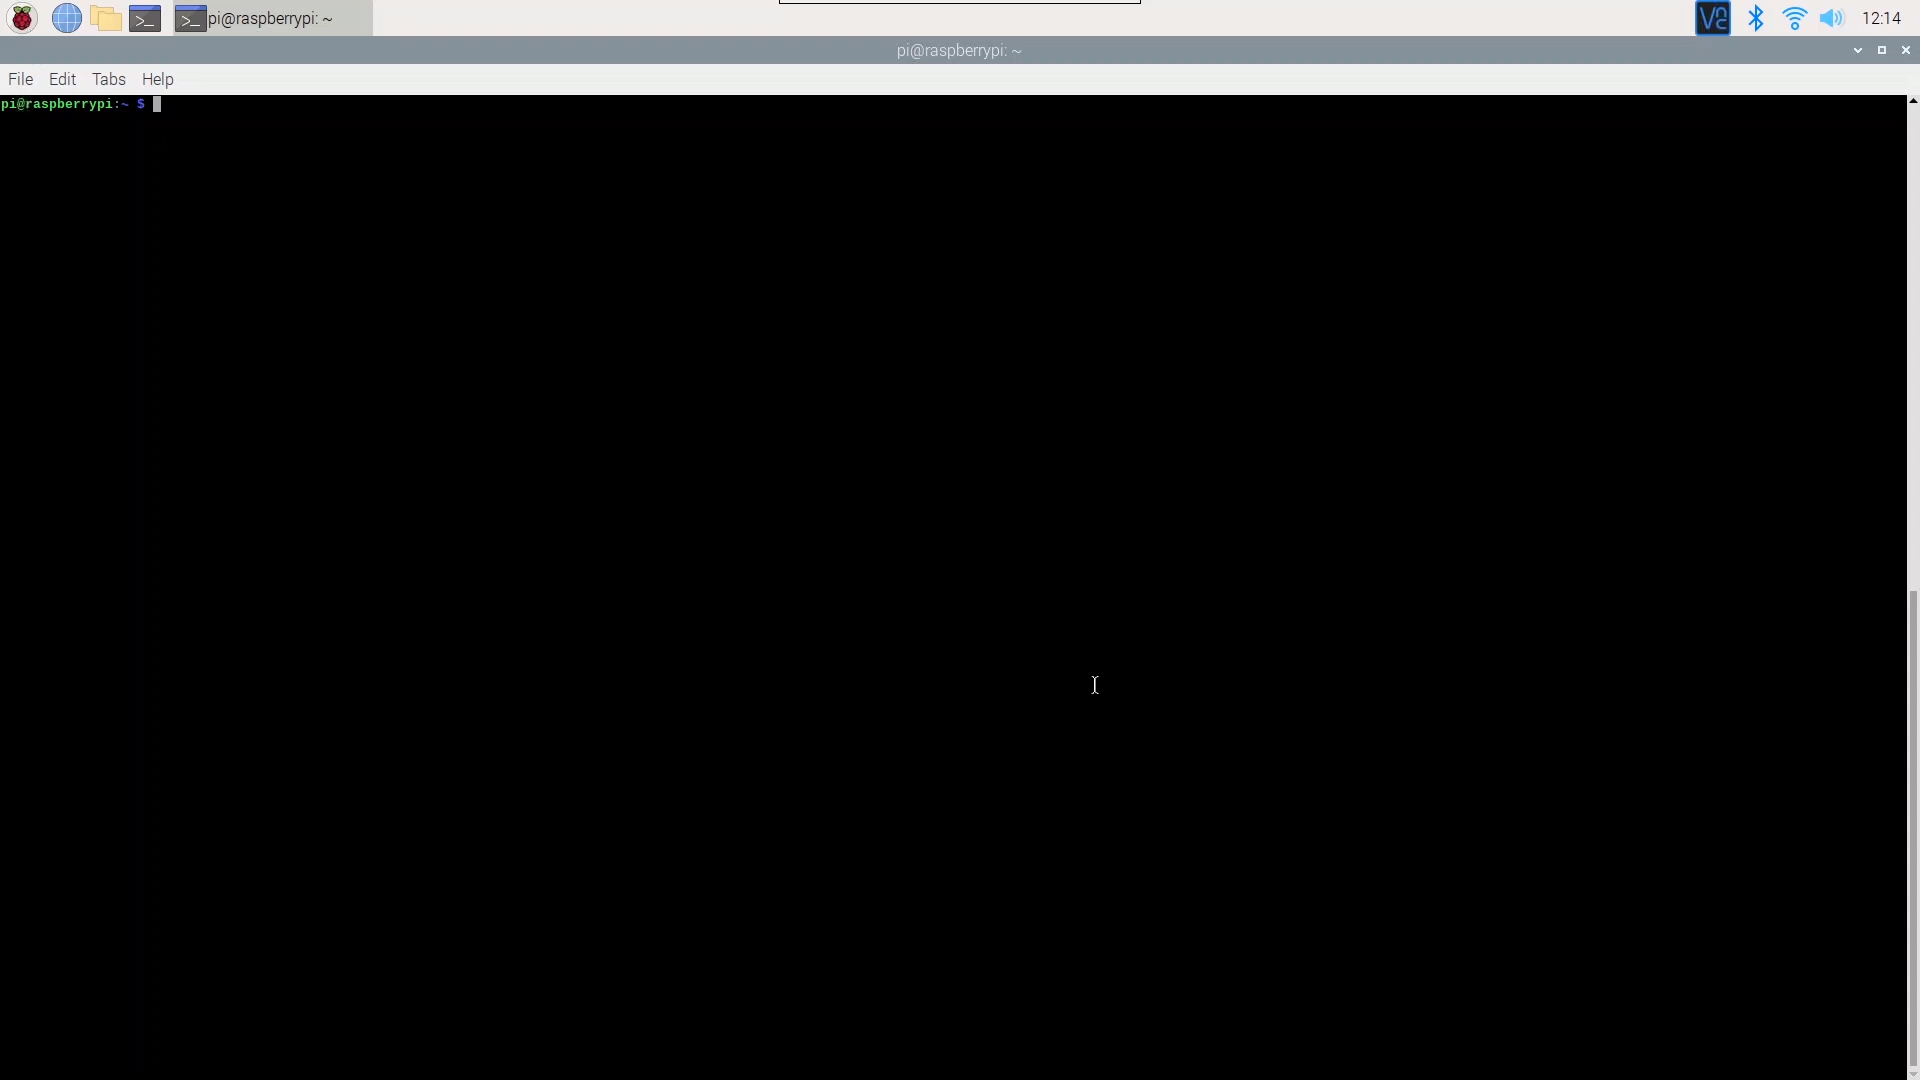 pi@raspberrypi: ~
12:14
pi@raspberrypi: ~
File Edit Tabs Help
pi@raspberrypi:~ $